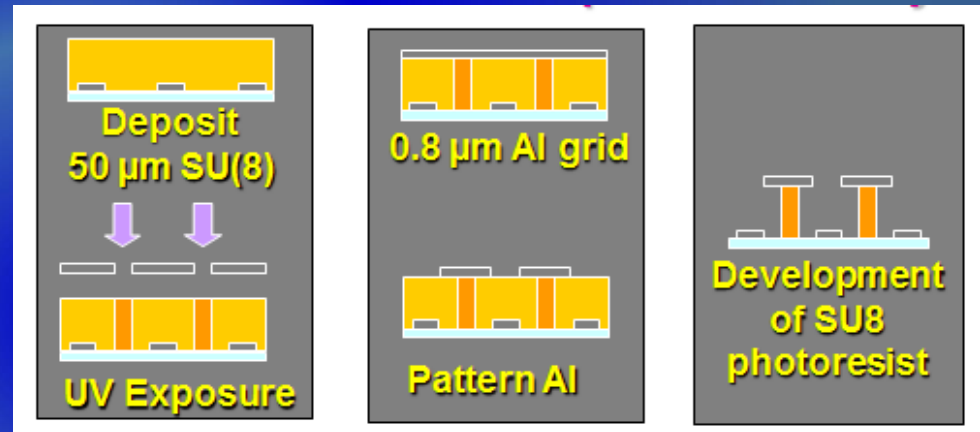 Deposit
50 µm SU(8)
UV Exposure
0.8 µm Al grid
Pattern Al
Development
of SU8
photoresist